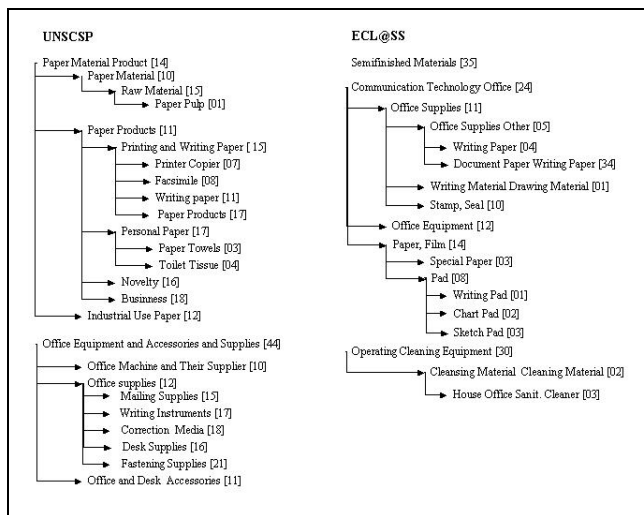 UNSCSP
Paper Material Product [14]
Paper Material [10]
Raw Material [15]
Paper Pulp [01]
Paper Products [11]
Printing and Writing Paper [ 15]
Printer Copier [07]
Facsimile [08]
Writing paper [11]
Paper Products [17]
Personal Paper [17]
Paper Towels [03]
Toilet Tissue [04]
Novelty [16]
Businness [18]
Industrial Use Paper [12]
Office Equipment and Accessories and Supplies [44]
Office Machine and Their Supplier [10]
Office supplies [12]
Mailing Supplies [15]
Writing Instruments [17]
Correction Media [18]
Desk Supplies [16]
Fastening Supplies [21]
Office and Desk Accessories [11]
ECL@SS
Semifinished Materials [35]
Communication Technology Office [24]
Office Supplies [11]
Office Supplies Other [05]
Writing Paper [04]
Document Paper Writing Paper [34]
Writing Material Drawing Material [01]
Stamp, Seal [10]
Office Equipment [12]
Paper, Film [14]
Special Paper [03]
Pad [08]
Writing Pad [01]
Chart Pad [02]
Sketch Pad [03]
Operating Cleaning Equipment [30]
Cleansing Material Cleaning Material [02]
House Office Sanit. Cleaner [03]